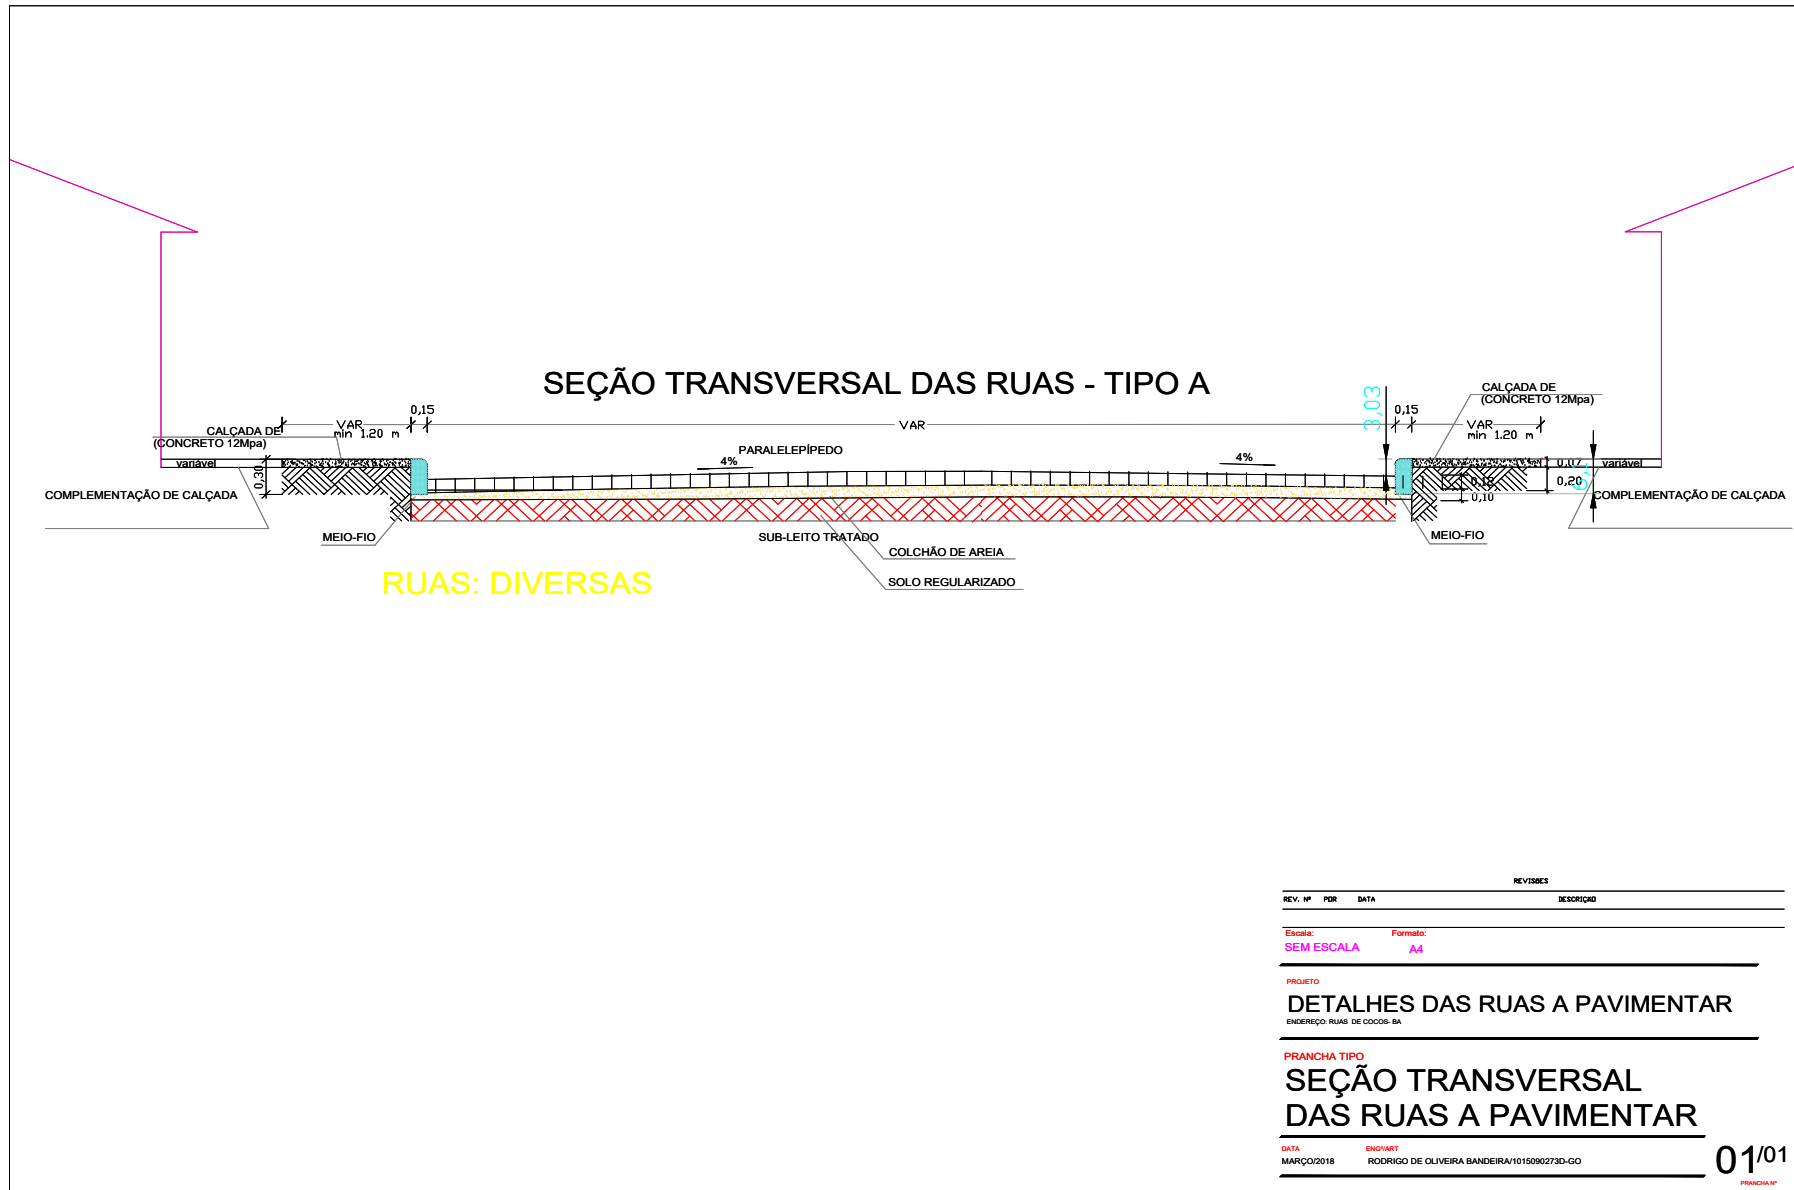 SEÇÃO TRANSVERSAL DAS RUAS - TIPO A
3,03
CALÇADA DE
(CONCRETO 12Mpa)
0,15
0,15
VAR
min 1.20 m
VAR
VAR
min 1.20 m
CALÇADA DE
(CONCRETO 12Mpa)
PARALELEPÍPEDO
4%
4%
variável
0,30
0,07
variável
0,20
0,10
COMPLEMENTAÇÃO DE CALÇADA
COMPLEMENTAÇÃO DE CALÇADA
MEIO-FIO
SUB-LEITO TRATADO
MEIO-FIO
COLCHÃO DE AREIA
SOLO REGULARIZADO
RUAS: DIVERSAS
REVISÕES
REV. Nº POR DATA DESCRIÇÃO
Escala: Formato:
SEM ESCALA A4
PROJETO
DETALHES DAS RUAS A PAVIMENTAR
ENDEREÇO: RUAS DE COCOS- BA
PRANCHA TIPO
SEÇÃO TRANSVERSAL
DAS RUAS A PAVIMENTAR
DATA ENGº/ART
MARÇO/2018 RODRIGO DE OLIVEIRA BANDEIRA/1015090273D-GO
01/01
PRANCHA Nº